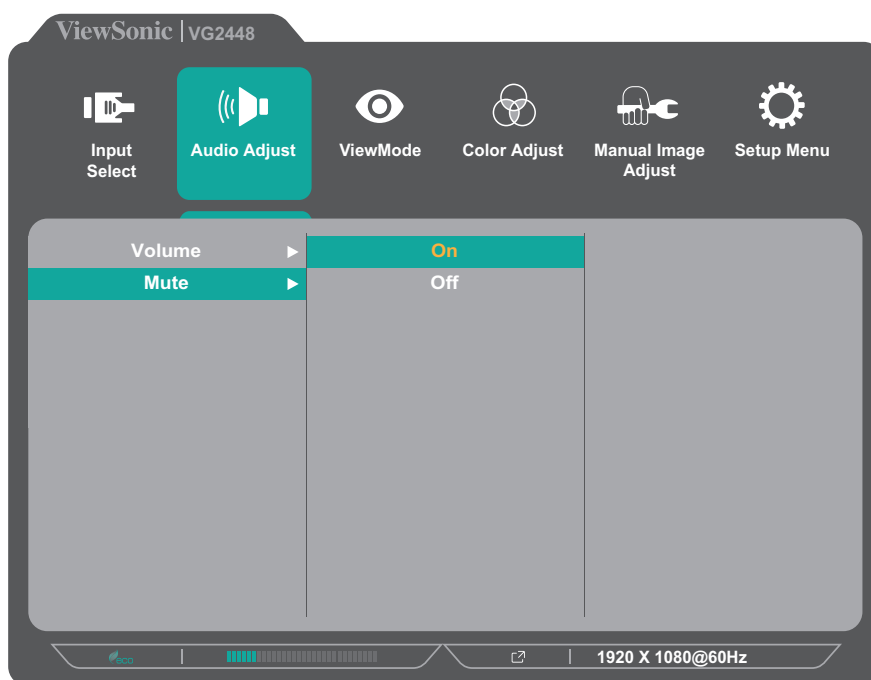 ViewSonic | VG2448
Input Select
Audio Adjust
ViewMode
Color Adjust
Manual Image Adjust
Setup Menu
Volume
On
Mute
Off
eco
1920 X 1080@60Hz